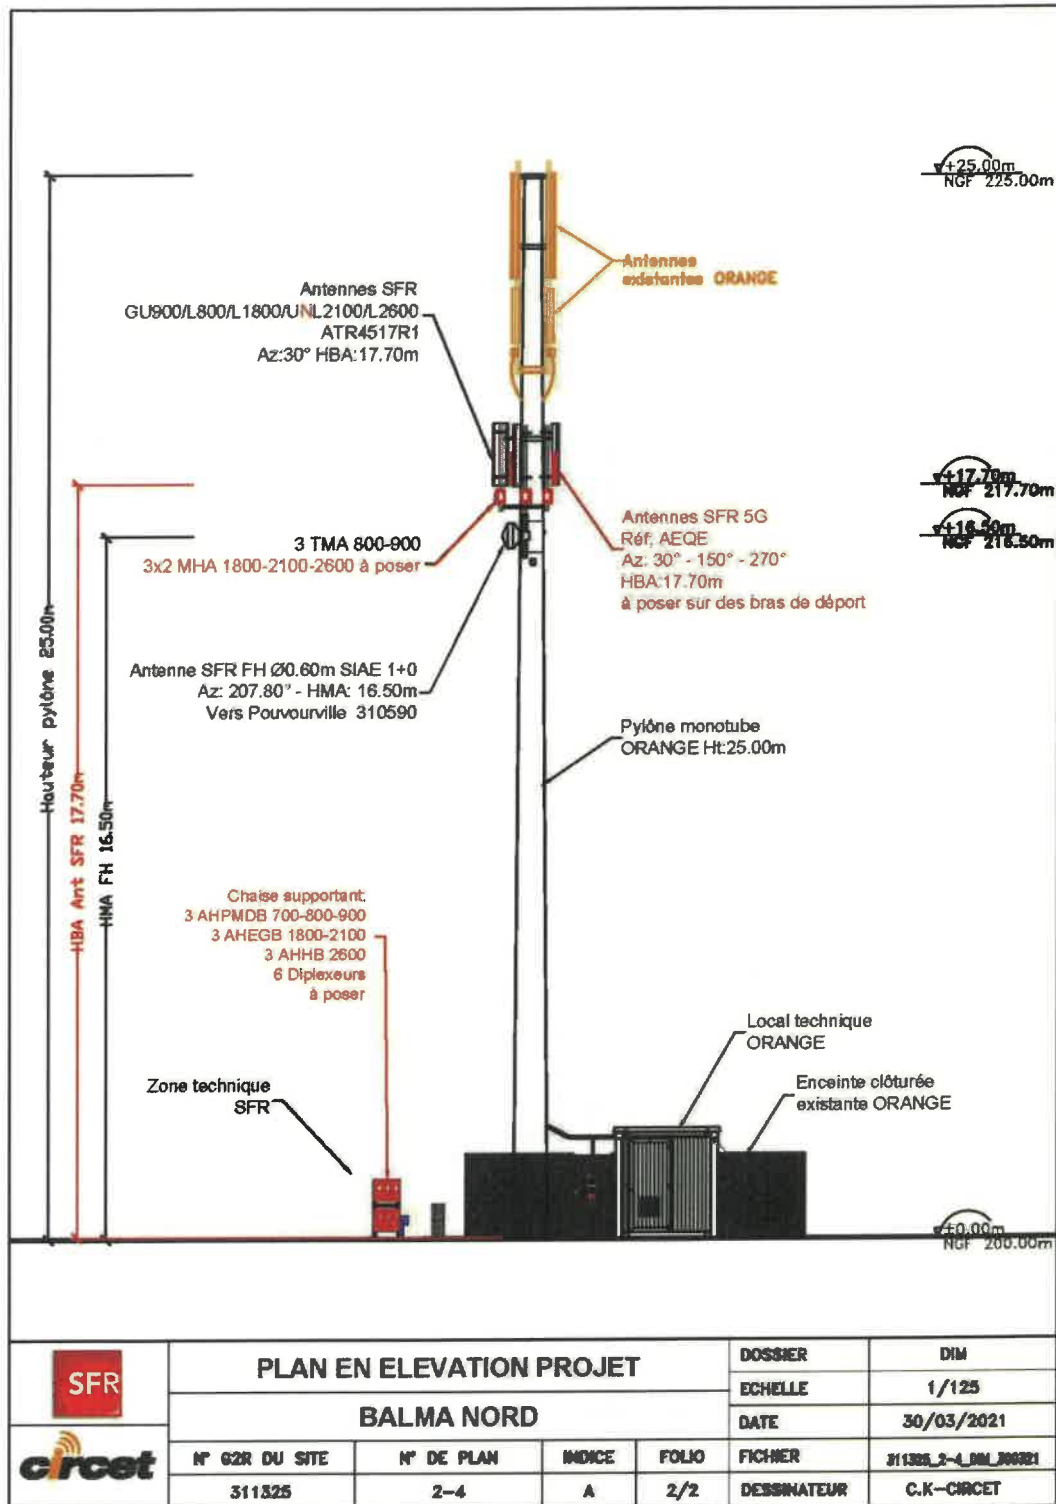 +25.00m
NGF 225.00m
Antennes
existantes ORANGE
Antennes SFR
GU900/L800/L1800/UNL2100/L2600
ATR4517R1
Az:30° HBA:17.70m
+17.70m
NGF 217.70m
+16.50m
NGF 216.50m
Antennes SFR 5G
Réf; AEQE
Az: 30° - 150° - 270°
HBA:17.70m
à poser sur des bras de déport
3 TMA 800-900
3x2 MHA 1800-2100-2600 à poser
Antenne SFR FH Ø0.60m SIAE 1+0
Az: 207.80° - HMA: 16.50m
Vers Pouvourville 310590
Pylône monotube
ORANGE Ht:25.00m
Hauteur pylône 25.00m
HBA Ant SFR 17.70m
HMA FH 16.50m
Chaise supportant:
3 AHPMDB 700-800-900
3 AHEGB 1800-2100
3 AHHB 2600
6 Diplexeurs
à poser
Local technique
ORANGE
Zone technique
SFR
Enceinte clôturée
existante ORANGE
+0.00m
NGF 200.00m
SFR
circet
PLAN EN ELEVATION PROJET
BALMA NORD
DOSSIER DIM
ECHELLE 1/125
DATE 30/03/2021
N° G2R DU SITE N° DE PLAN INDICE FOLIO FICHIER 311325_2-4_DIM_300321
311325 2-4 A 2/2 DESSINATEUR C.K-CIRCET